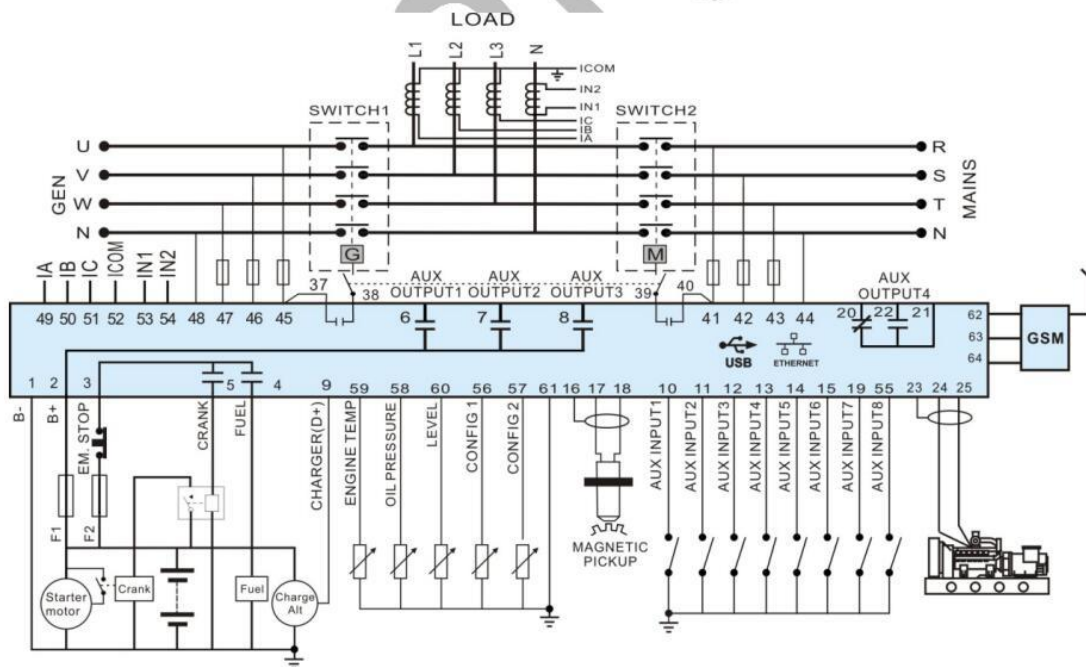 LOAD
L1 L2 L3 N
ICOM
IN2
IN1
IC
IB
IA
SWITCH1 SWITCH2
U R
V S
W T
N N
GEN MAINS
G M
IA IB IC ICOM IN1 IN2
37 38 39 40
AUX OUTPUT1
AUX OUTPUT2
AUX OUTPUT3
AUX OUTPUT4
49 50 51 52 53 54 48 47 46 45 6 7 8 41 42 43 44 20 22 21
62
63
64
GSM
USB
ETHERNET
1 2 3 5 4 9 59 58 60 56 57 61 16 17 18 10 11 12 13 14 15 19 55 23 24 25
B-
B+
EM. STOP
CRANK
FUEL
CHARGER(D+)
ENGINE TEMP
OIL PRESSURE
LEVEL
CONFIG 1
CONFIG 2
AUX INPUT1
AUX INPUT2
AUX INPUT3
AUX INPUT4
AUX INPUT5
AUX INPUT6
AUX INPUT7
AUX INPUT8
F1
F2
MAGNETIC
PICKUP
Starter
motor
Crank
Fuel
Charge
Alt